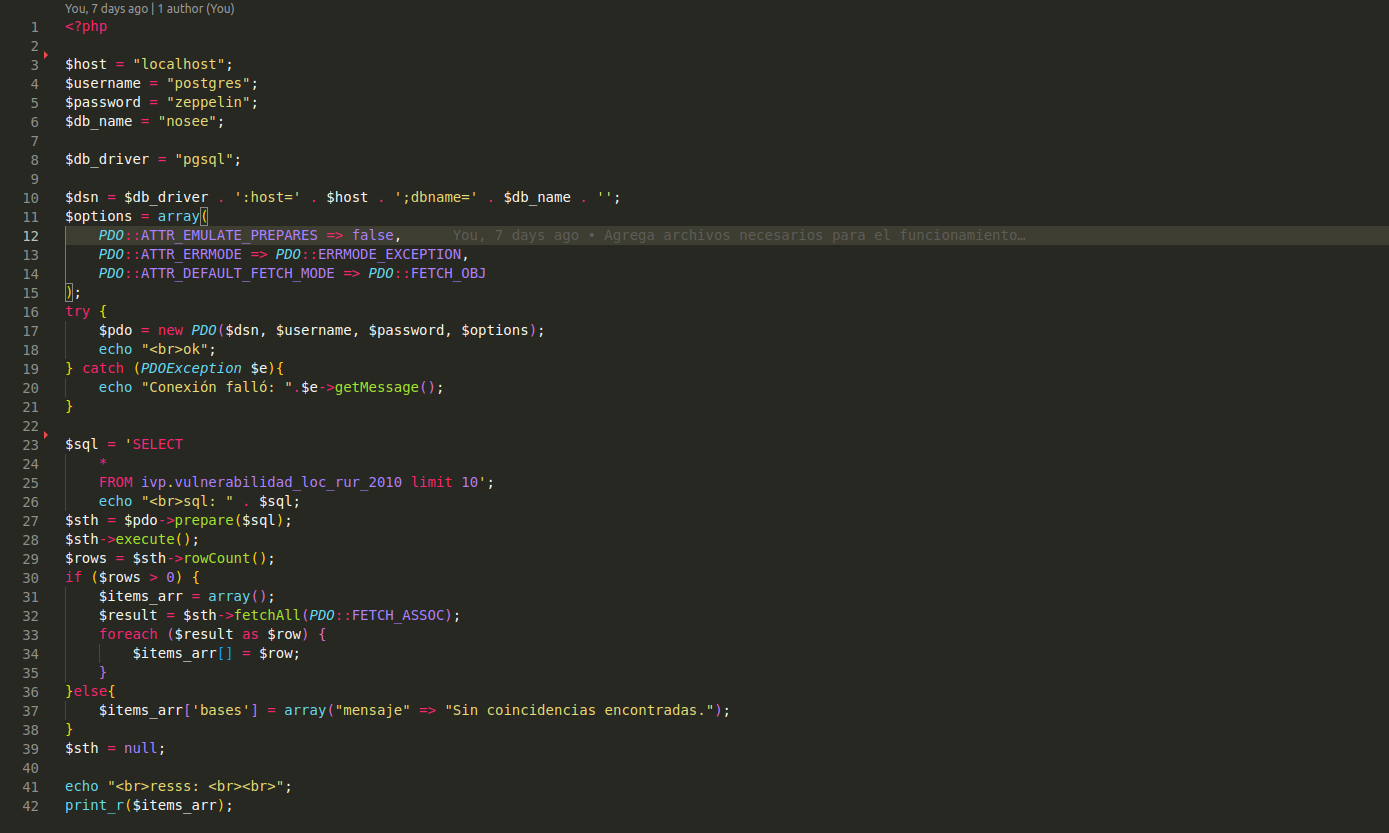 You, 7 days ago | 1 author (You)
1 <?php
2
3 $host = "localhost";
4 $username = "postgres";
5 $password = "zeppelin";
6 $db_name = "nosee";
7
8 $db_driver = "pgsql";
9
10 $dsn = $db_driver . ':host=' . $host . ';dbname=' . $db_name . '';
11 $options = array(
12     PDO::ATTR_EMULATE_PREPARES => false,     You, 7 days ago • Agrega archivos necesarios para el funcionamiento…
13     PDO::ATTR_ERRMODE => PDO::ERRMODE_EXCEPTION,
14     PDO::ATTR_DEFAULT_FETCH_MODE => PDO::FETCH_OBJ
15 );
16 try {
17     $pdo = new PDO($dsn, $username, $password, $options);
18     echo "<br>ok";
19 } catch (PDOException $e){
20     echo "Conexión falló: ".$e->getMessage();
21 }
22
23 $sql = 'SELECT
24     *
25     FROM ivp.vulnerabilidad_loc_rur_2010 limit 10';
26     echo "<br>sql: " . $sql;
27 $sth = $pdo->prepare($sql);
28 $sth->execute();
29 $rows = $sth->rowCount();
30 if ($rows > 0) {
31     $items_arr = array();
32     $result = $sth->fetchAll(PDO::FETCH_ASSOC);
33     foreach ($result as $row) {
34         $items_arr[] = $row;
35     }
36 }else{
37     $items_arr['bases'] = array("mensaje" => "Sin coincidencias encontradas.");
38 }
39 $sth = null;
40
41 echo "<br>resss: <br><br>";
42 print_r($items_arr);